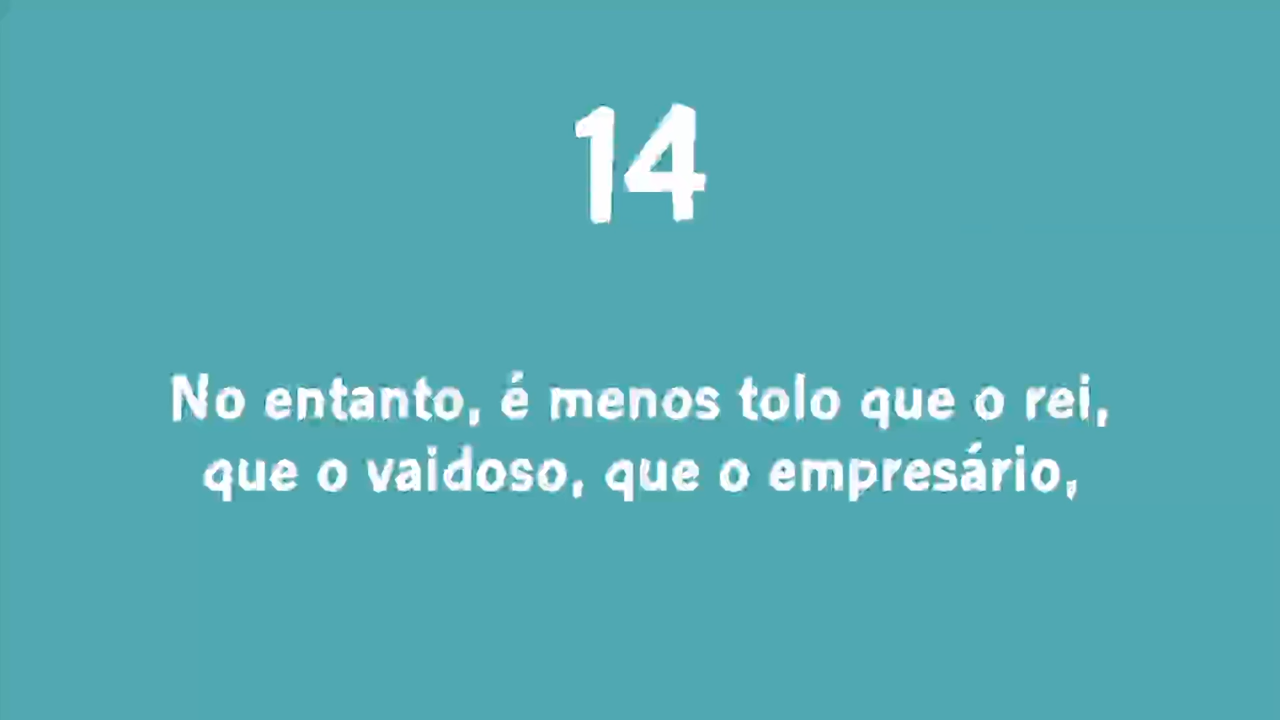 14
No entanto, é menos tolo que o rei,
que o vaidoso, que o empresário,